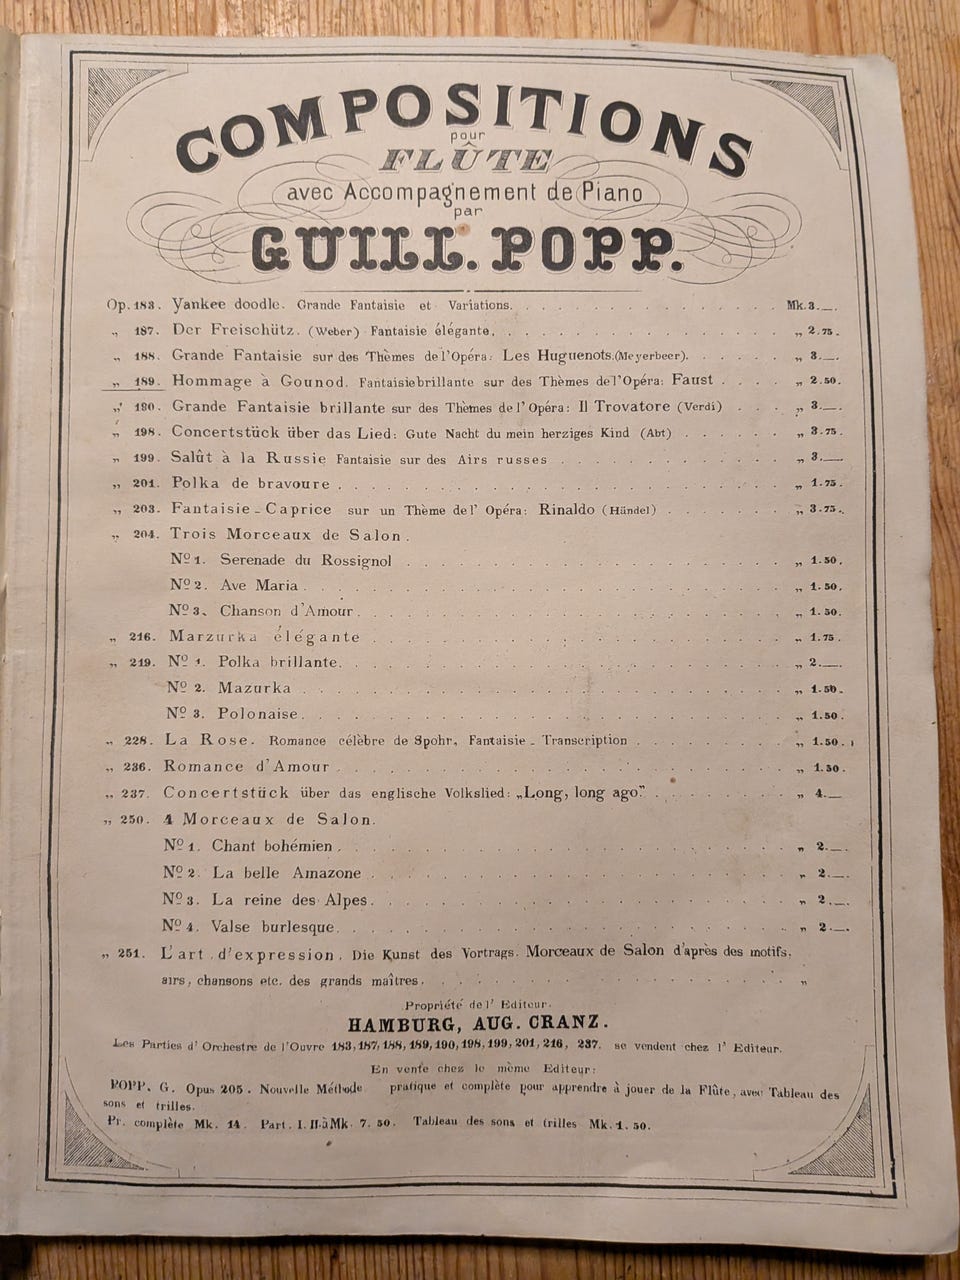 COMPOSITIONS
pour
FLÛTE
avec Accompagnement de Piano
par
GUILL. POPP.
Op. 183. Yankee doodle. Grande Fantaisie et Variations. Mk. 3._
„ 187. Der Freischütz. (Weber) Fantaisie élégante. „ 2.75.
„ 188. Grande Fantaisie sur des Thèmes de l'Opéra: Les Huguenots.(Meyerbeer). „ 3._
„ 189. Hommage à Gounod. Fantaisie brillante sur des Thèmes de l'Opéra: Faust „ 2.50.
„ 190. Grande Fantaisie brillante sur des Thèmes de l'Opéra: Il Trovatore (Verdi) „ 3._
„ 198. Concertstück über das Lied: Gute Nacht du mein herziges Kind (Abt) „ 3.75.
„ 199. Salût à la Russie Fantaisie sur des Airs russes „ 3._
„ 201. Polka de bravoure „ 1.75.
„ 203. Fantaisie_Caprice sur un Thème de l' Opéra: Rinaldo (Händel) „ 3.75.
„ 204. Trois Morceaux de Salon.
No 1. Serenade du Rossignol „ 1.50.
No 2. Ave Maria „ 1.50.
No 3. Chanson d'Amour. „ 1.50.
„ 216. Marzurka élégante „ 1.75.
„ 219. No 1. Polka brillante. „ 2._
No 2. Mazurka „ 1.50.
No 3. Polonaise. „ 1.50.
„ 228. La Rose. Romance célèbre de Spohr, Fantaisie_Transcription „ 1.50.
„ 236. Romance d'Amour „ 1.50.
„ 237. Concertstück über das englische Volkslied: „Long, long ago." „ 4._
„ 250. 4 Morceaux de Salon.
No 1. Chant bohémien. „ 2._
No 2. La belle Amazone „ 2._
No 3. La reine des Alpes. „ 2._
No 4. Valse burlesque. „ 2._
„ 251. L'art d'expression. Die Kunst des Vortrags. Morceaux de Salon d'après des motifs,
airs, chansons etc. des grands maîtres. „
Propriété de l' Editeur.
HAMBURG, AUG. CRANZ.
Les Parties d' Orchestre de l'Ouvre 183, 187, 188, 189, 190, 198, 199, 201, 216, 237. se vendent chez l' Editeur.
En vente chez le même Editeur:
POPP, G. Opus 205. Nouvelle Méthode pratique et complète pour apprendre à jouer de la Flûte, avec Tableau des
sons et trilles.
Pr. complète Mk. 14. Part. I. II. à Mk. 7. 50. Tableau des sons et trilles Mk. 1. 50.